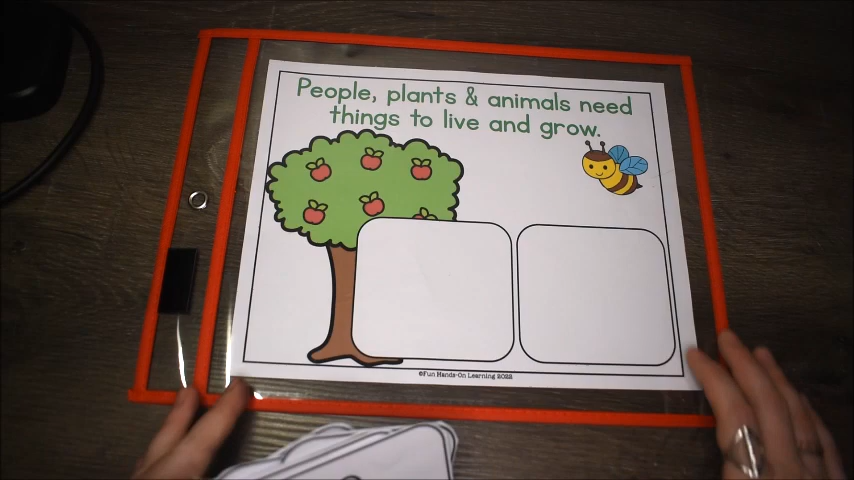 People, plants & animals need
things to live and grow.
©Fun Hands-On Learning 2022